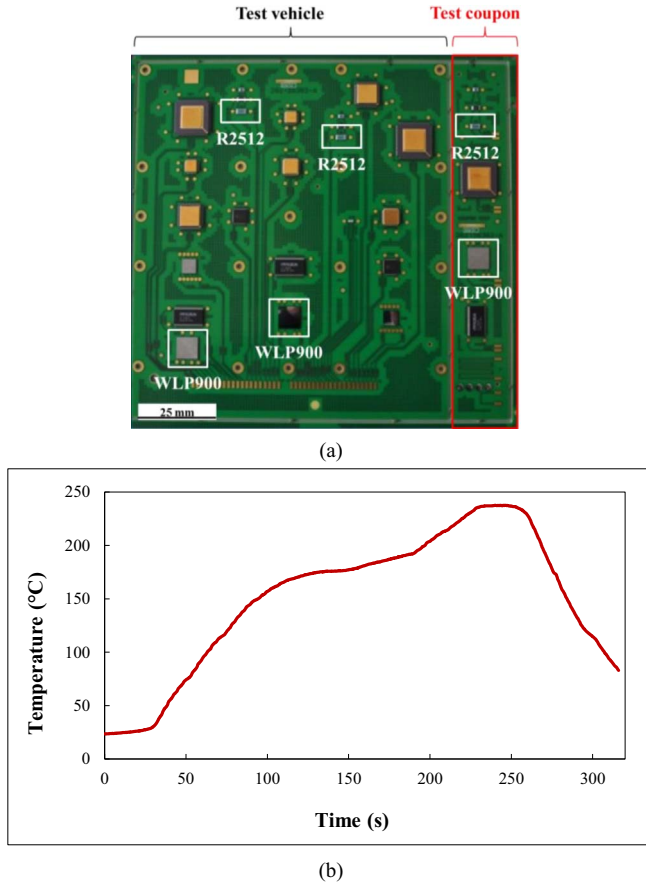 Test vehicle Test coupon
R2512
R2512
R2512
WLP900
WLP900
WLP900
25 mm
(a)
250
200
150
100
50
0
Temperature (°C)
0 50 100 150 200 250 300
Time (s)
(b)